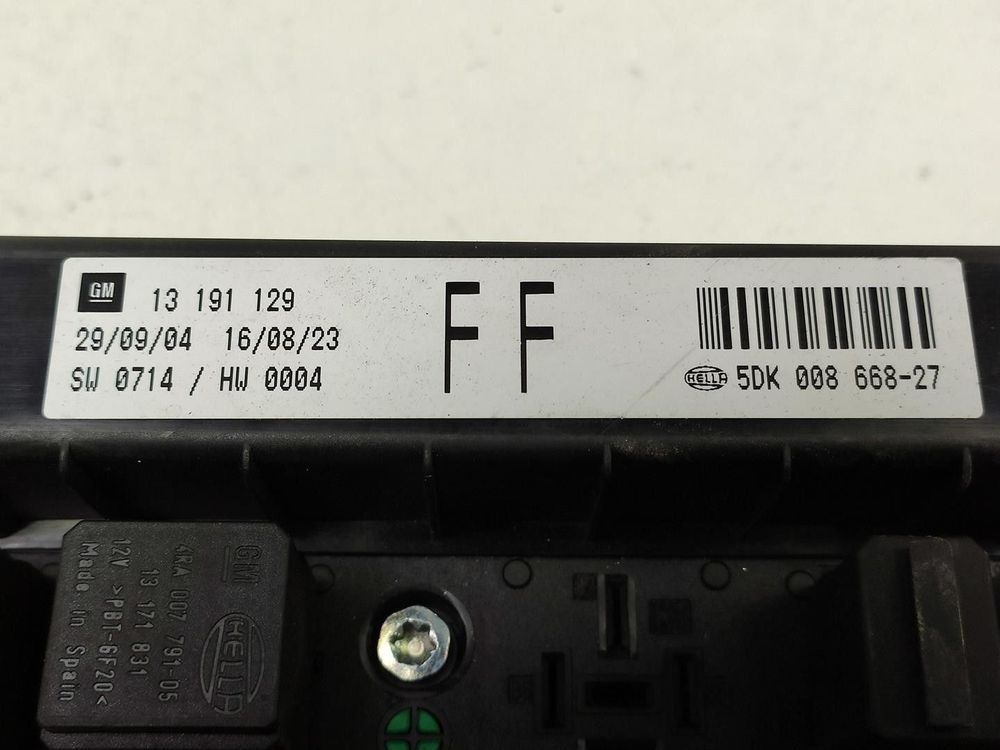 GM 13 191 129
29/09/04 16/08/23
SW 0714 / HW 0004
FF
HELLA 5DK 008 668-27
GM
HELLA
4RA 007 791-05
13 171 831
12V >PBT-GF20<
Made in Spain